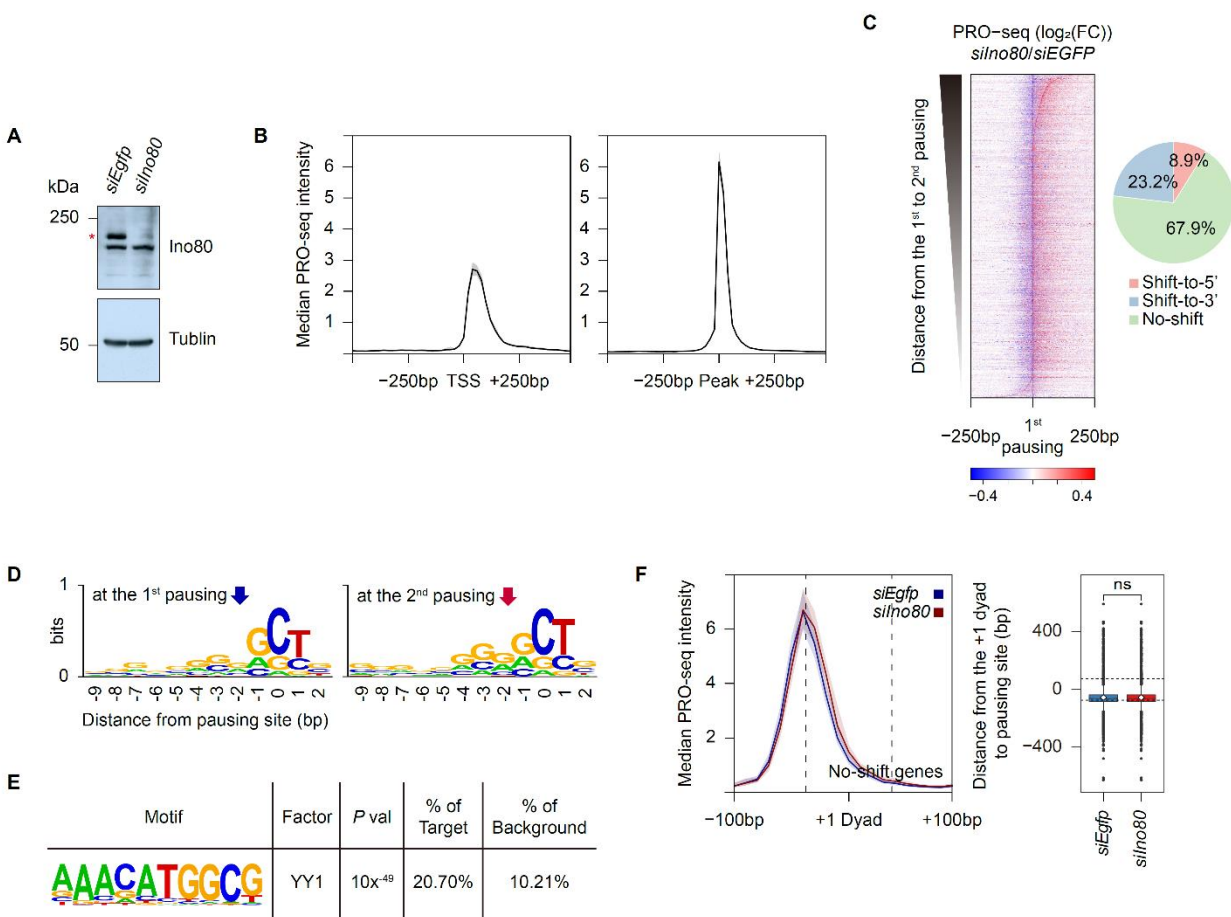 A
kDa
siEgfp
siIno80
250
*
Ino80
50
Tublin
B
Median PRO-seq intensity
6
5
4
3
2
1
−250bp TSS +250bp
6
5
4
3
2
1
−250bp Peak +250bp
C
PRO−seq (log₂(FC))
siIno80/siEGFP
Distance from the 1st to 2nd pausing
−250bp
1st
pausing
250bp
−0.4
0.4
8.9%
23.2%
67.9%
Shift-to-5'
Shift-to-3'
No-shift
D
bits
1
0
at the 1st pausing
GCT
-9 -8 -7 -6 -5 -4 -3 -2 -1 0 1 2
at the 2nd pausing
GCT
-9 -8 -7 -6 -5 -4 -3 -2 -1 0 1 2
Distance from pausing site (bp)
E
Motif
Factor
P val
% of
Target
% of
Background
AAACATGGCG
YY1
10x-49
20.70%
10.21%
F
Median PRO-seq intensity
6
4
2
siEgfp
siIno80
No-shift genes
−100bp
+1 Dyad
+100bp
Distance from the +1 dyad
to pausing site (bp)
400
0
−400
ns
siEgfp
siIno80